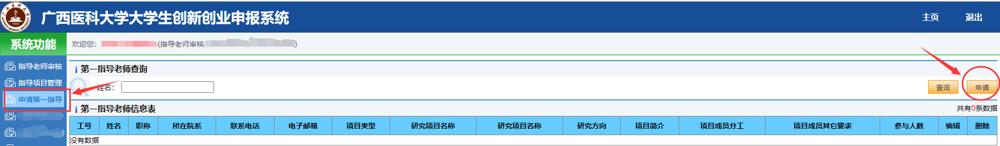 广西医科大学大学生创新创业申报系统
主页 退出
系统功能
欢迎您： (指导老师审核 )
指导老师审核
指导项目管理
申请第一指导
第一指导老师查询
姓名：
查询 申请
第一指导老师信息表
共有0条数据
工号 姓名 职称 所在院系 联系电话 电子邮箱 项目类型 研究项目名称 研究项目名称 研究方向 项目简介 项目成员分工 项目成员其它要求 参与人数 编辑 删除
没有数据